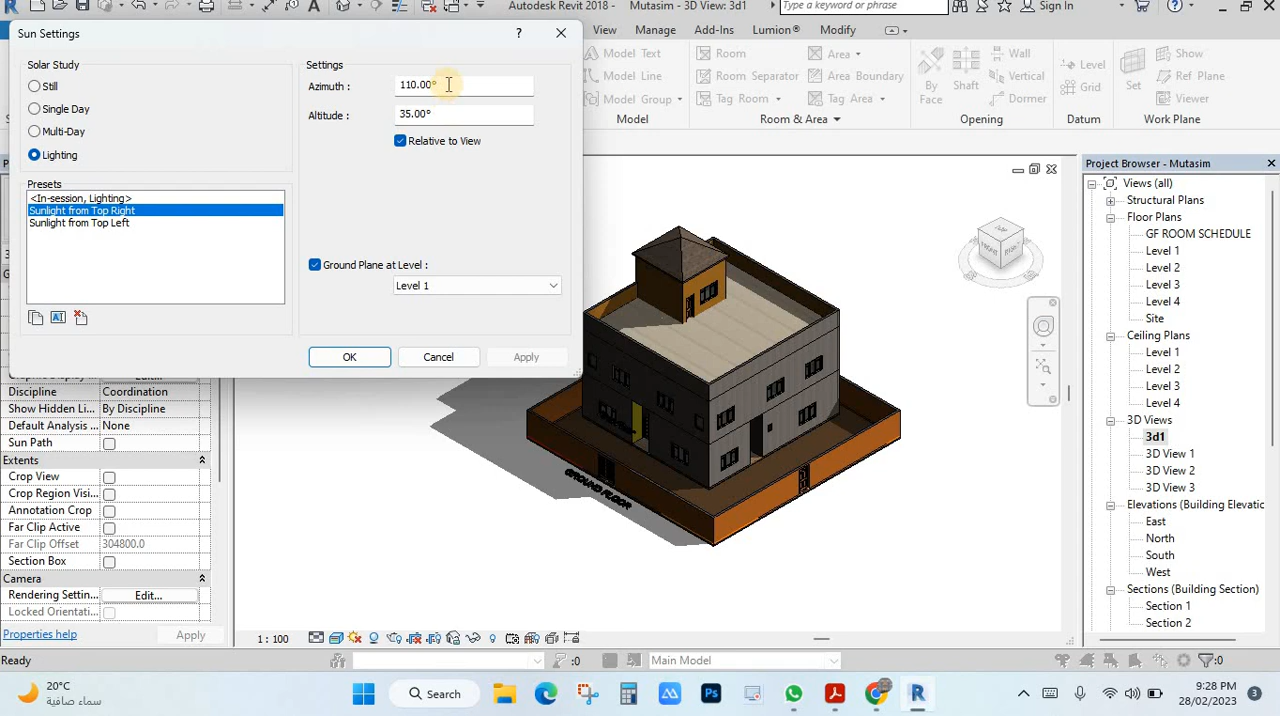 Autodesk Revit 2018 - Mutasim - 3D View: 3d1
Type a keyword or phrase
Sign In
Sun Settings
?
View
Manage
Add-Ins
Lumion®
Modify
Solar Study
Still
Single Day
Multi-Day
Lighting
Settings
Azimuth :
110.00°
Altitude :
35.00°
Relative to View
Presets
<In-session, Lighting>
Sunlight from Top Right
Sunlight from Top Left
Ground Plane at Level :
Level 1
OK
Cancel
Apply
Model Text
Model Line
Model Group
Model
Room
Room Separator
Tag Room
Area
Area Boundary
Tag Area
Room & Area
By
Face
Shaft
Wall
Vertical
Dormer
Opening
Level
Grid
Datum
Set
Show
Ref Plane
Viewer
Work Plane
Project Browser - Mutasim
Views (all)
Structural Plans
Floor Plans
GF ROOM SCHEDULE
Level 1
Level 2
Level 3
Level 4
Site
Ceiling Plans
Level 1
Level 2
Level 3
Level 4
3D Views
3d1
3D View 1
3D View 2
3D View 3
Elevations (Building Elevatic
East
North
South
West
Sections (Building Section)
Section 1
Section 2
Discipline
Coordination
Show Hidden Li...
By Discipline
Default Analysis ...
None
Sun Path
Extents
Crop View
Crop Region Visi...
Annotation Crop
Far Clip Active
Far Clip Offset
304800.0
Section Box
Camera
Rendering Settin...
Edit...
Locked Orientati...
Properties help
Apply
GROUND FLOOR
1 : 100
Ready
:0
Main Model
:0
20°C
سماء صافية
Search
9:28 PM
28/02/2023
3